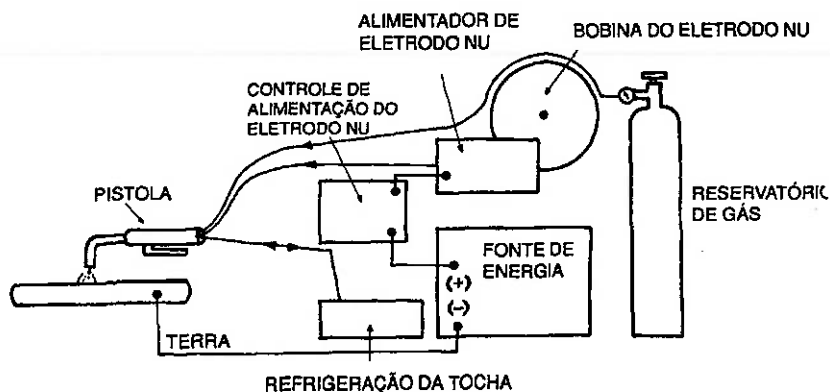 ALIMENTADOR DE
ELETRODO NU
BOBINA DO ELETRODO NU
CONTROLE DE
ALIMENTAÇÃO DO
ELETRODO NU
PISTOLA
RESERVATÓRIO
DE GÁS
FONTE DE
ENERGIA
(+)
(–)
TERRA
REFRIGERAÇÃO DA TOCHA